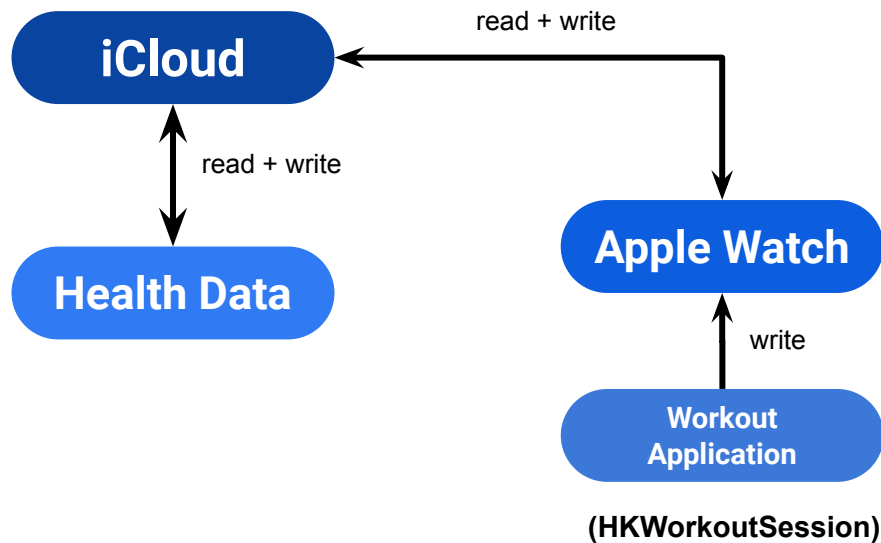 read + write
iCloud
read + write
Apple Watch
Health Data
write
Workout
Application
(HKWorkoutSession)